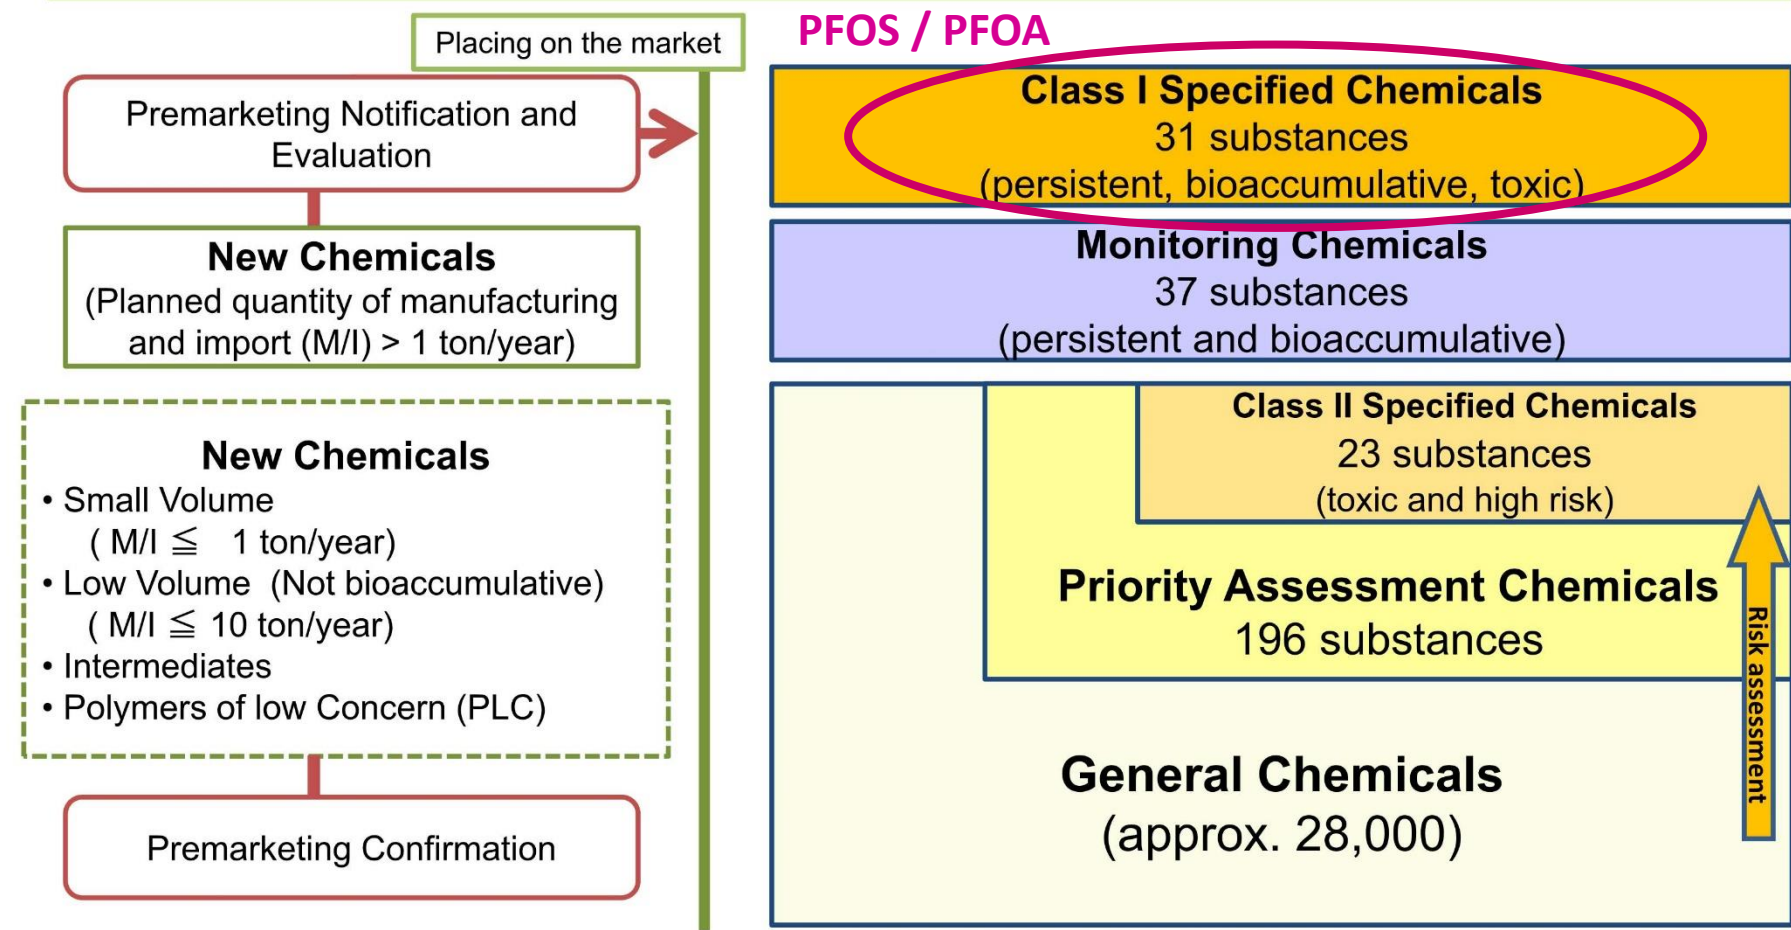 Placing on the market
PFOS / PFOA
Premarketing Notification and
Evaluation
New Chemicals
(Planned quantity of manufacturing
and import (M/I) > 1 ton/year)
New Chemicals
• Small Volume
( M/I ≦ 1 ton/year)
• Low Volume (Not bioaccumulative)
( M/I ≦ 10 ton/year)
• Intermediates
• Polymers of low Concern (PLC)
Premarketing Confirmation
Class I Specified Chemicals
31 substances
(persistent, bioaccumulative, toxic)
Monitoring Chemicals
37 substances
(persistent and bioaccumulative)
Class II Specified Chemicals
23 substances
(toxic and high risk)
Priority Assessment Chemicals
196 substances
General Chemicals
(approx. 28,000)
Risk assessment